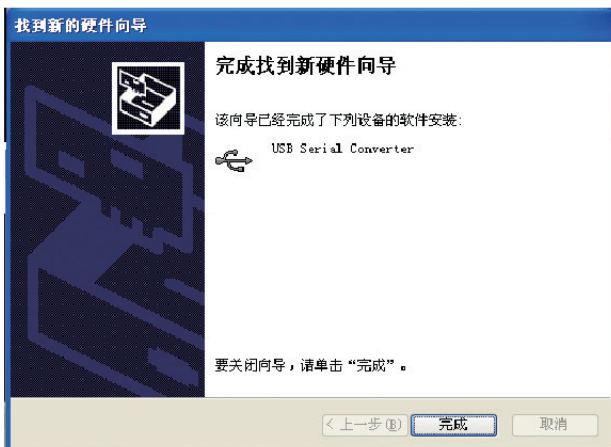 找到新的硬件向导
完成找到新硬件向导
该向导已经完成了下列设备的软件安装:
USB Serial Converter
要关闭向导，请单击“完成”。
<上一步(B) 完成 取消